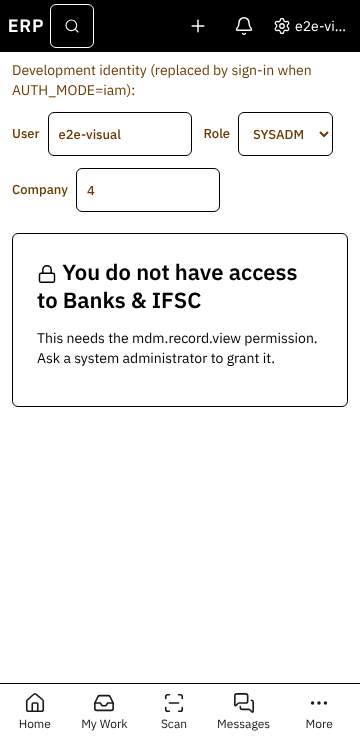 ERP
e2e-vi...
Development identity (replaced by sign-in when
AUTH_MODE=iam):
User e2e-visual Role SYSADM
Company 4
You do not have access
to Banks & IFSC
This needs the mdm.record.view permission.
Ask a system administrator to grant it.
Home My Work Scan Messages More